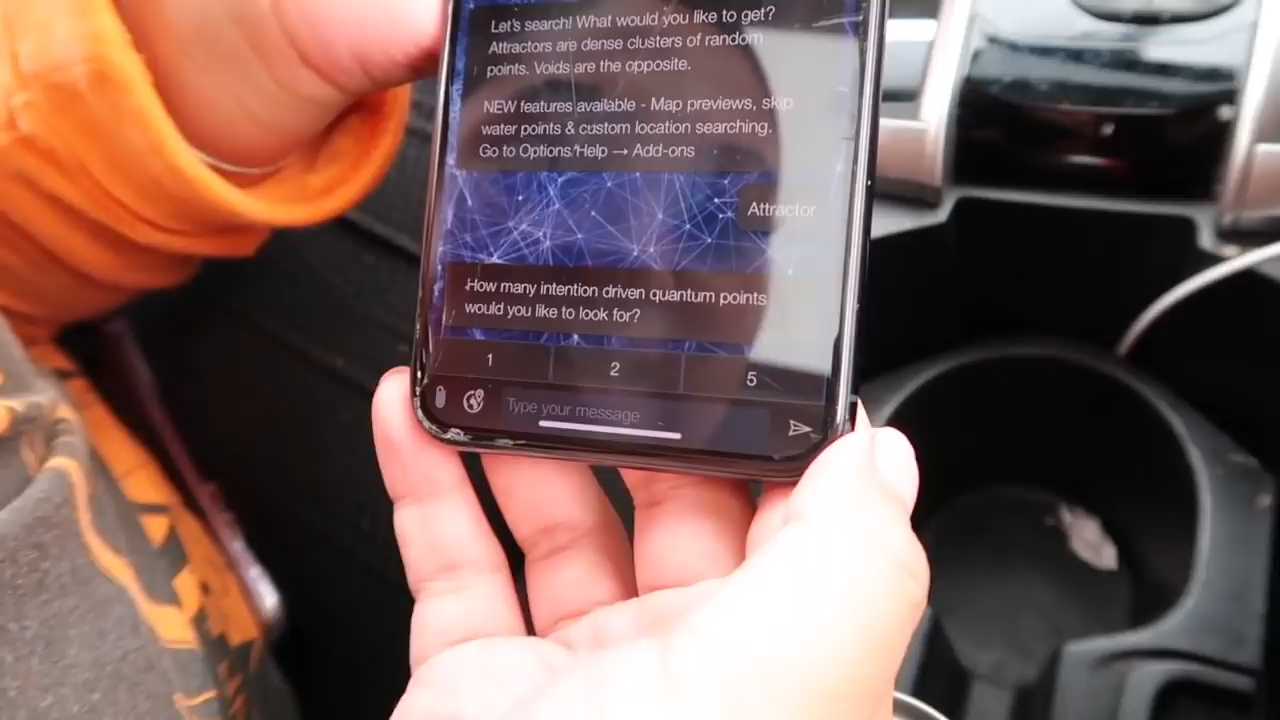 Let's search! What would you like to get?
Attractors are dense clusters of random
points. Voids are the opposite.
NEW features available - Map previews, skip
water points & custom location searching.
Go to Options/Help → Add-ons
Attractor
How many intention driven quantum points
would you like to look for?
1
2
5
Type your message